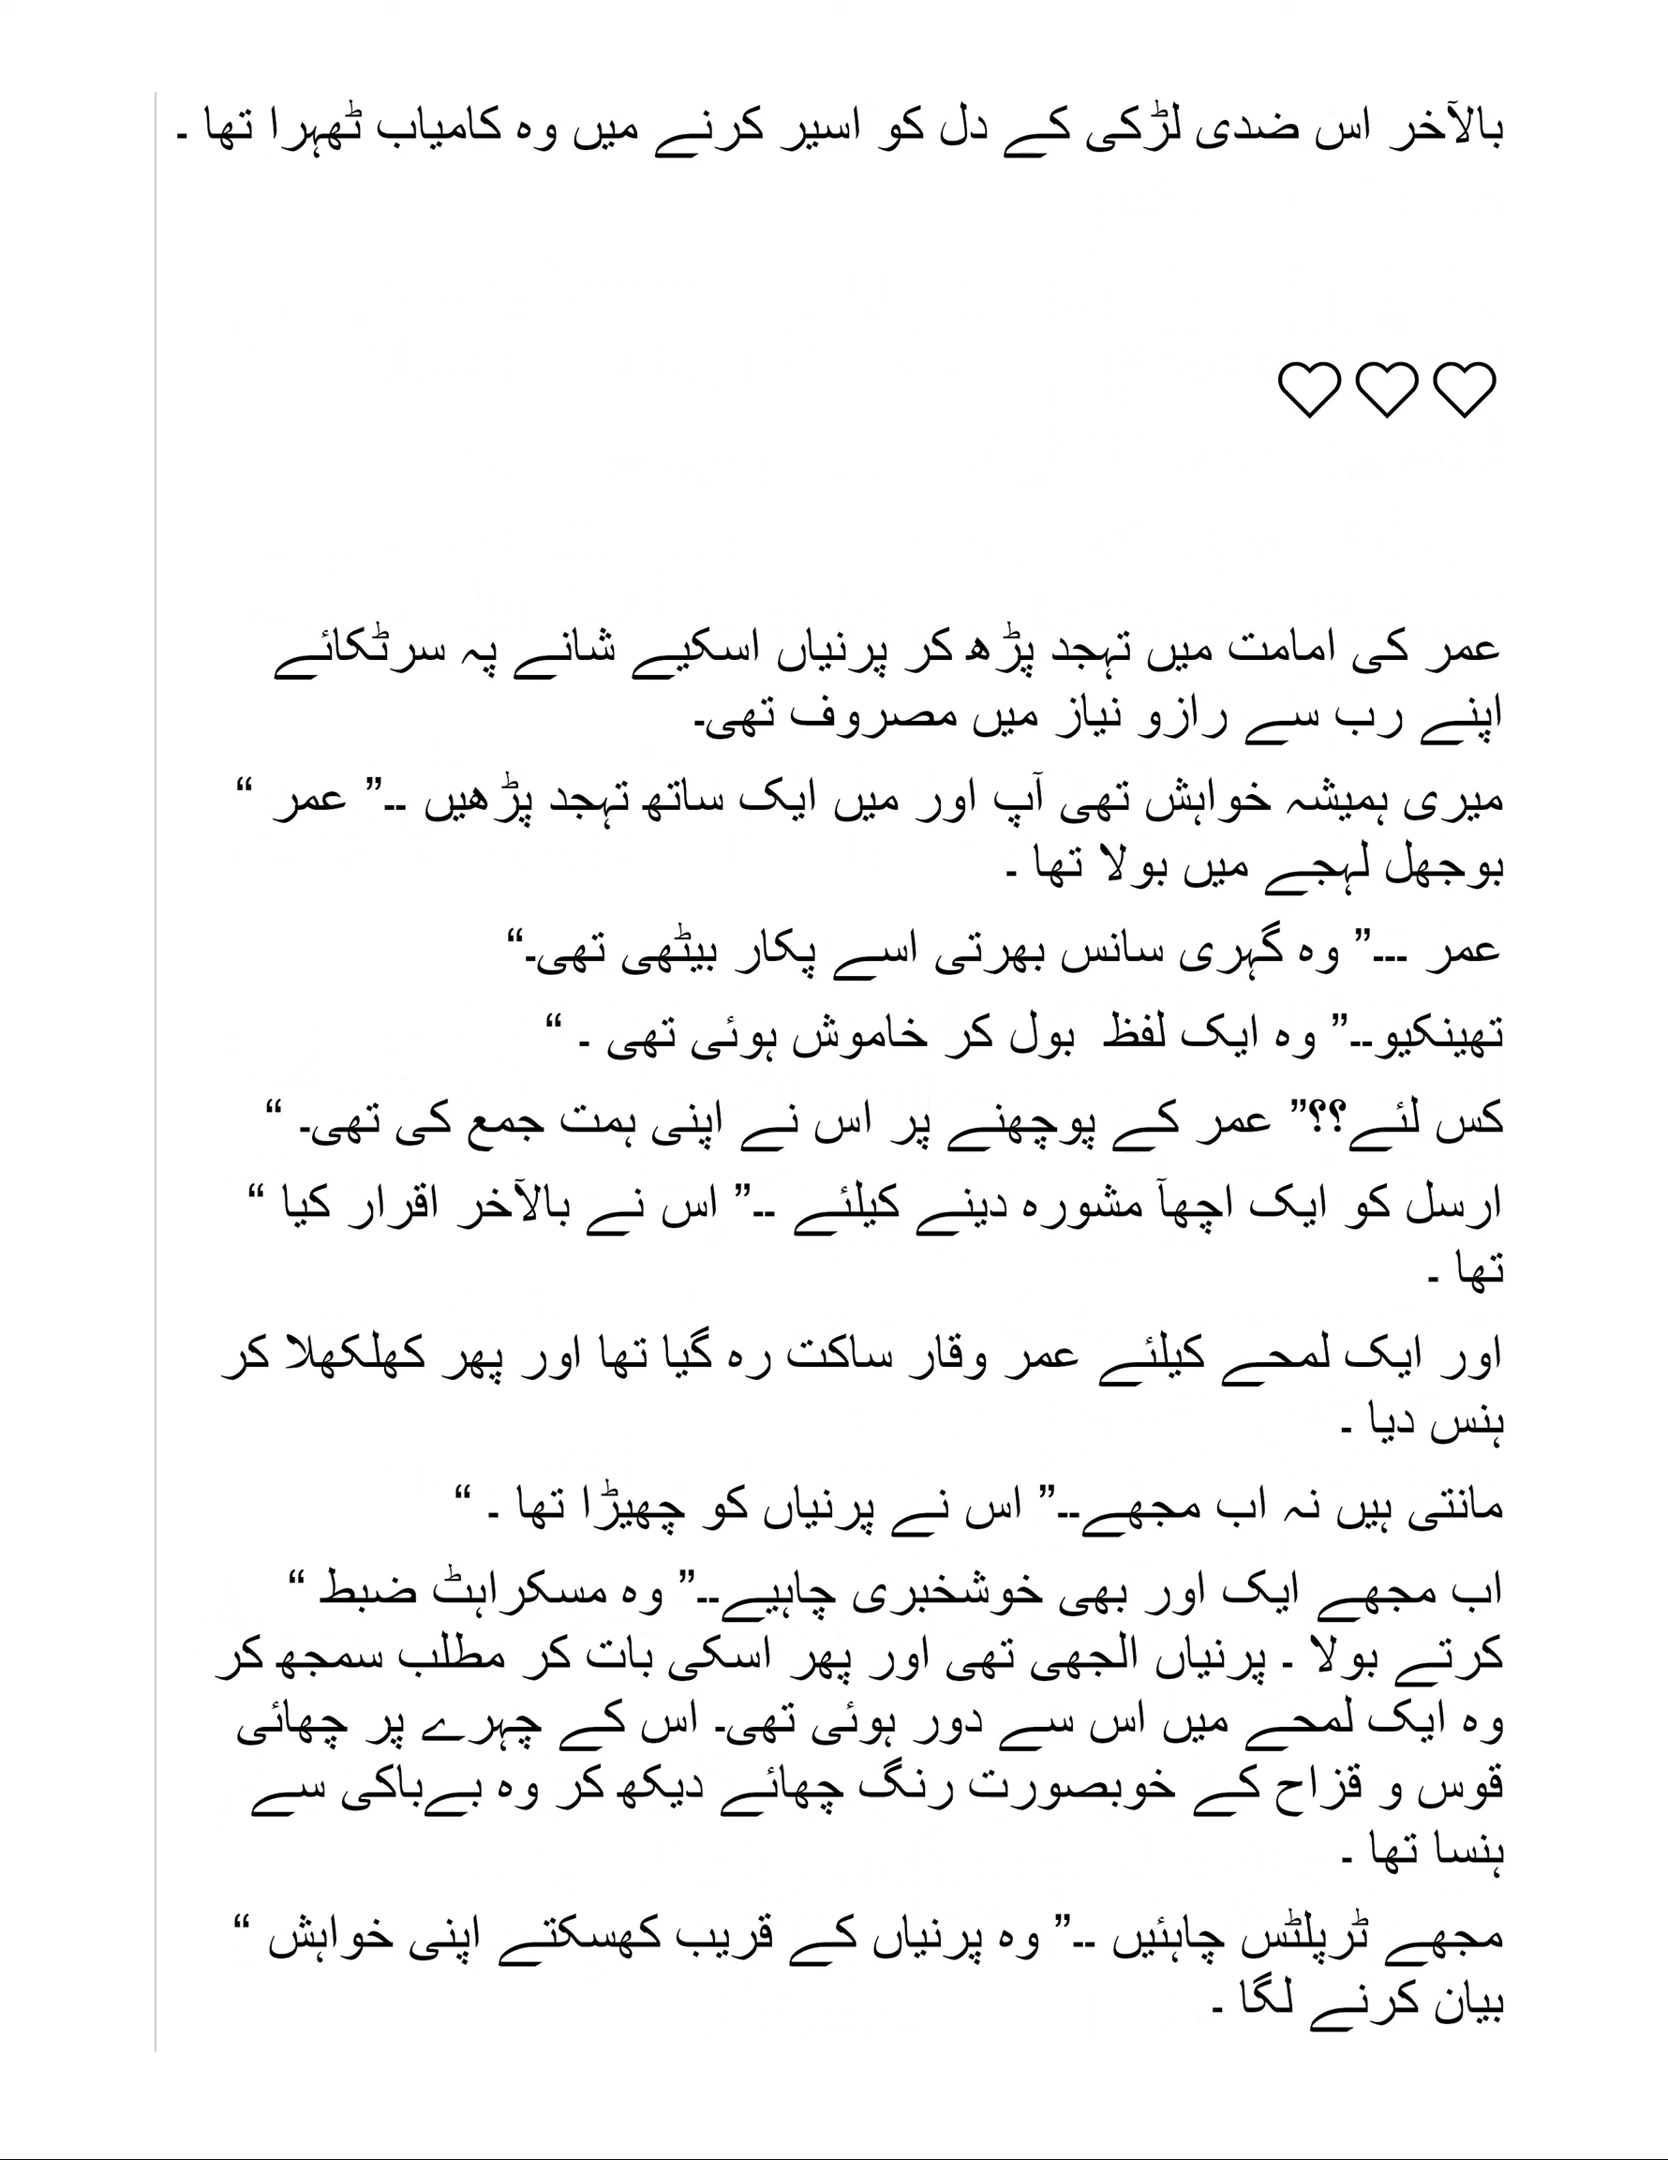 بالآخر اس ضدی لڑکی کے دل کو اسیر کرنے میں وہ کامیاب ٹھہرا تھا ۔
♡♡♡
عمر کی امامت میں تہجد پڑھ کر پرنیاں اسکیے شانے پہ سرٹکائے
اپنے رب سے رازو نیاز میں مصروف تھی۔
میری ہمیشہ خواہش تھی آپ اور میں ایک ساتھ تہجد پڑھیں ۔۔” عمر “
بوجھل لہجے میں بولا تھا ۔
عمر ۔۔۔” وہ گہری سانس بھرتی اسے پکار بیٹھی تھی۔“
تھینکیو۔۔” وہ ایک لفظ بول کر خاموش ہوئی تھی ۔ “
کس لئے؟؟” عمر کے پوچھنے پر اس نے اپنی ہمت جمع کی تھی۔ “
ارسل کو ایک اچھآ مشورہ دینے کیلئے ۔۔” اس نے بالآخر اقرار کیا “
تھا ۔
اور ایک لمحے کیلئے عمر وقار ساکت رہ گیا تھا اور پھر کھلکھلا کر
ہنس دیا ۔
مانتی ہیں نہ اب مجھے۔۔” اس نے پرنیاں کو چھیڑا تھا ۔ “
اب مجھے ایک اور بھی خوشخبری چاہیے۔۔” وہ مسکراہٹ ضبط “
کرتے بولا ۔ پرنیاں الجھی تھی اور پھر اسکی بات کر مطلب سمجھ کر
وہ ایک لمحے میں اس سے دور ہوئی تھی۔ اس کے چہرے پر چھائی
قوس و قزاح کے خوبصورت رنگ چھائے دیکھ کر وہ بےباکی سے
ہنسا تھا ۔
مجھے ٹرپلٹس چاہئیں ۔۔” وہ پرنیاں کے قریب کھسکتے اپنی خواہش “
بیان کرنے لگا ۔